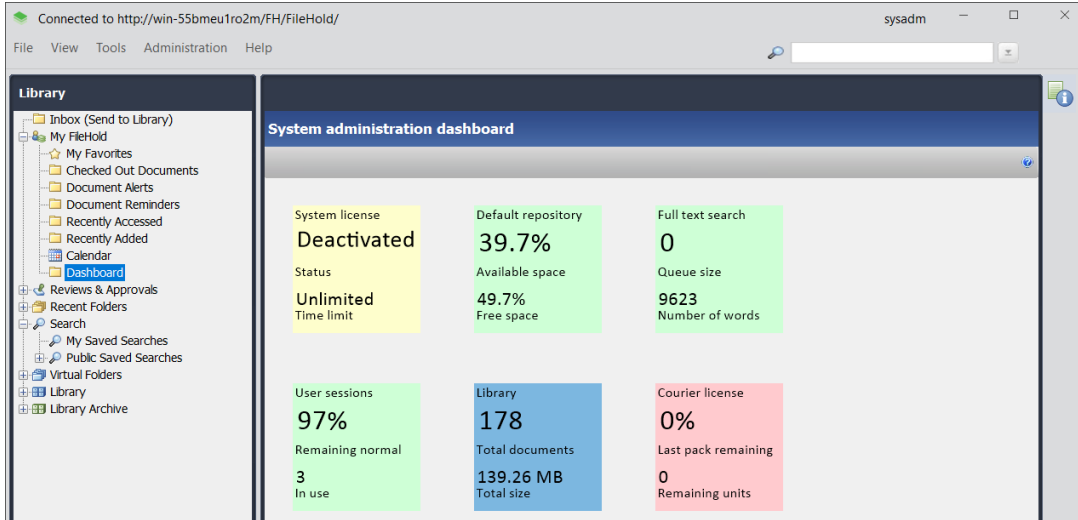 Connected to http://win-55bmeu1ro2m/FH/FileHold/
sysadm
File View Tools Administration Help
Library
Inbox (Send to Library)
My FileHold
My Favorites
Checked Out Documents
Document Alerts
Document Reminders
Recently Accessed
Recently Added
Calendar
Dashboard
Reviews & Approvals
Recent Folders
Search
My Saved Searches
Public Saved Searches
Virtual Folders
Library
Library Archive
System administration dashboard
System license
Deactivated
Status
Unlimited
Time limit
Default repository
39.7%
Available space
49.7%
Free space
Full text search
0
Queue size
9623
Number of words
User sessions
97%
Remaining normal
3
In use
Library
178
Total documents
139.26 MB
Total size
Courier license
0%
Last pack remaining
0
Remaining units